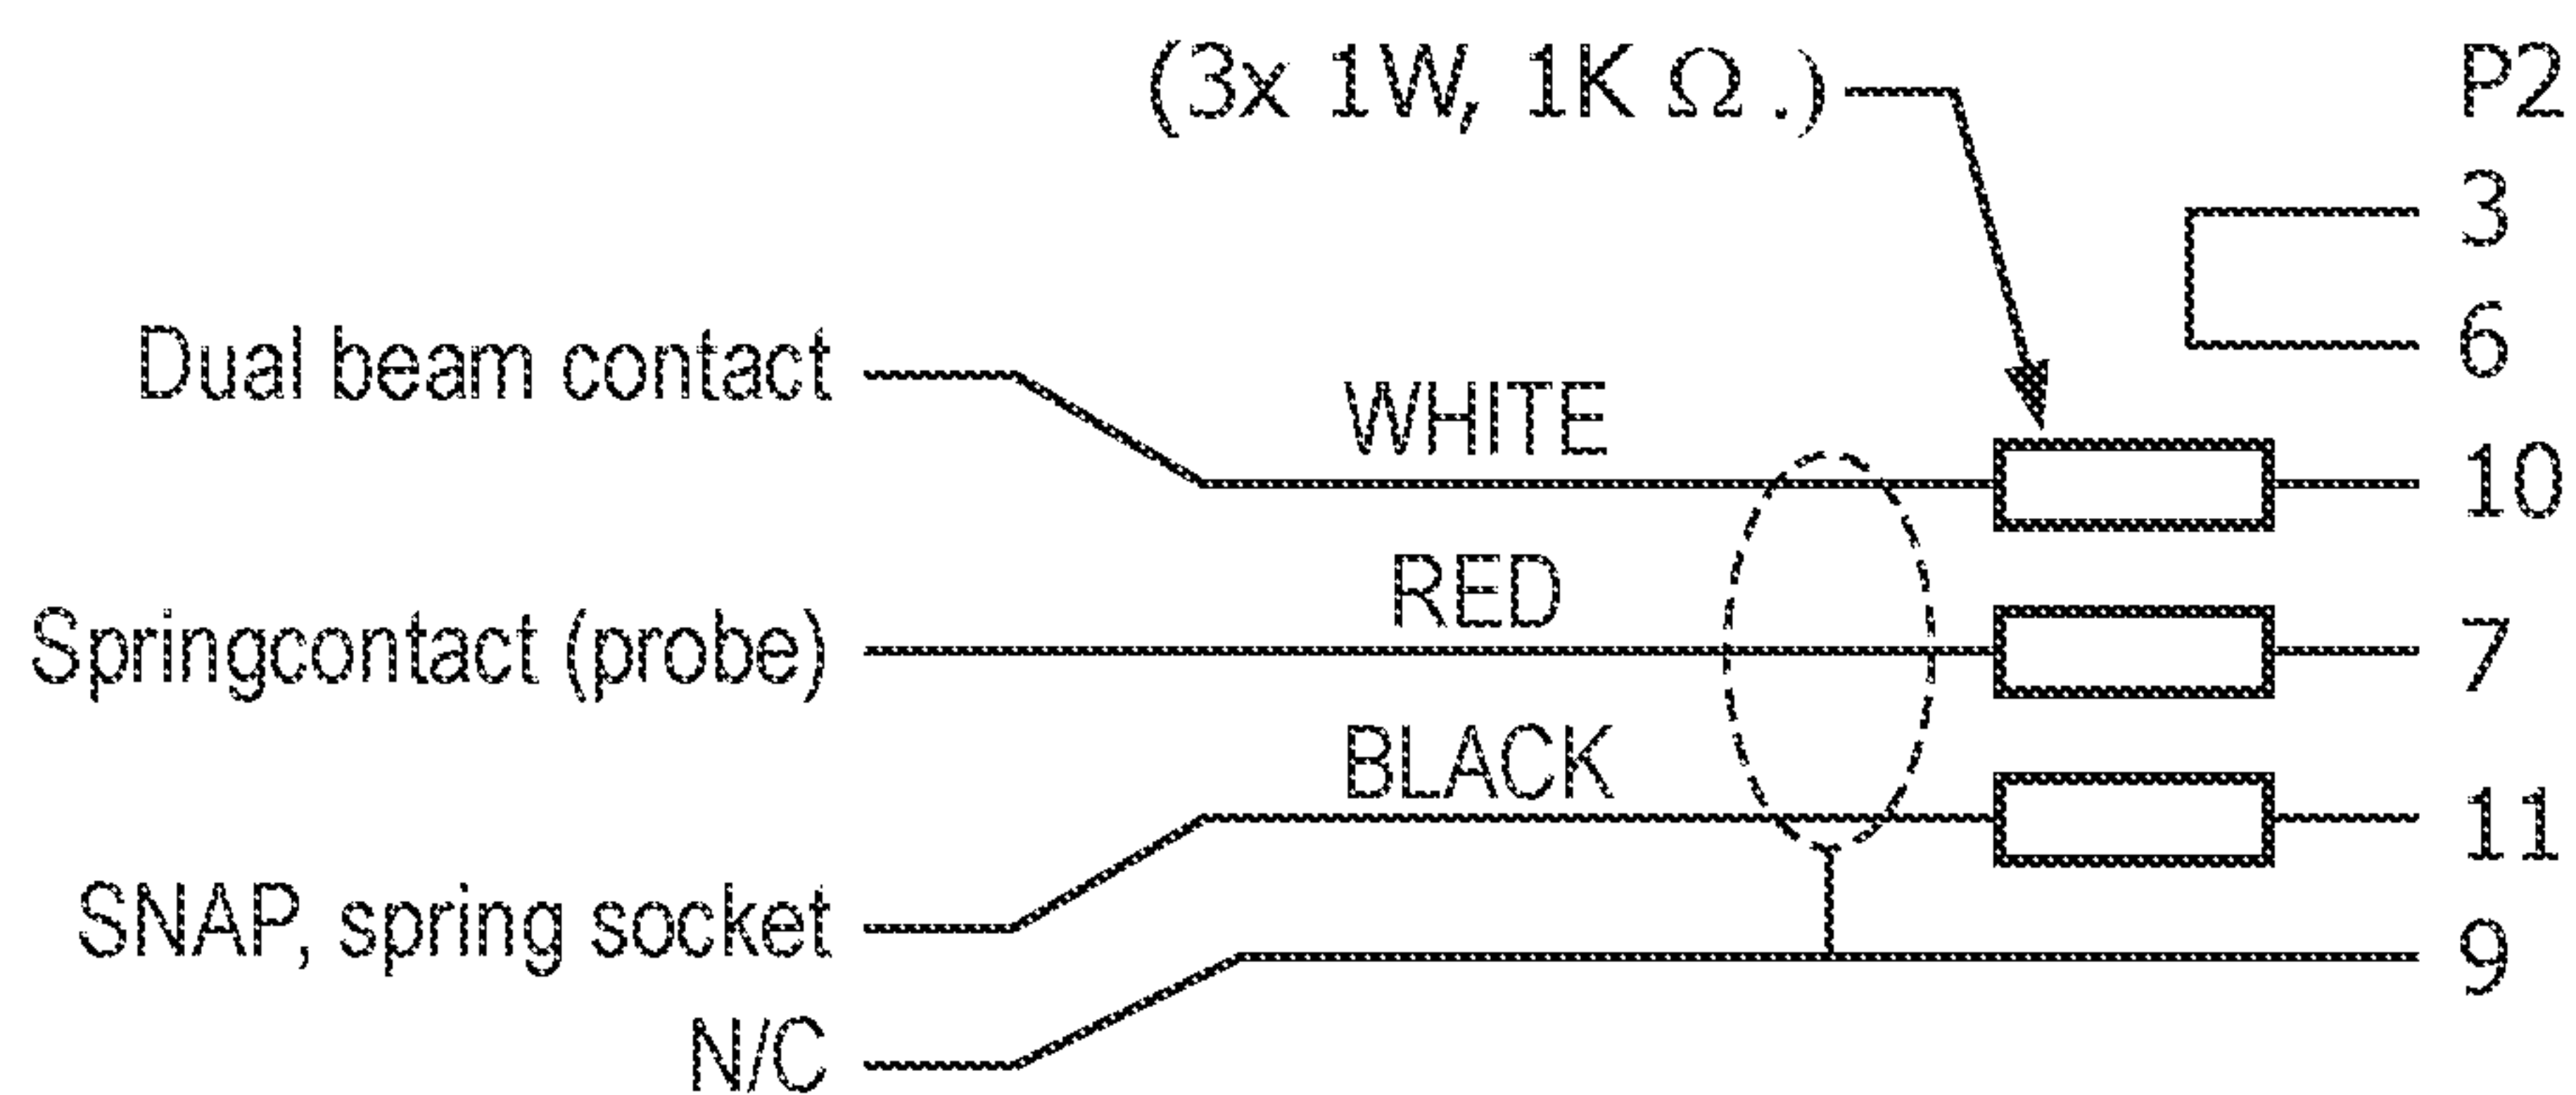 (3x 1W, 1K Ω .)
P2
3
6
Dual beam contact
WHITE
10
Springcontact (probe)
RED
7
BLACK
11
SNAP, spring socket
9
N/C